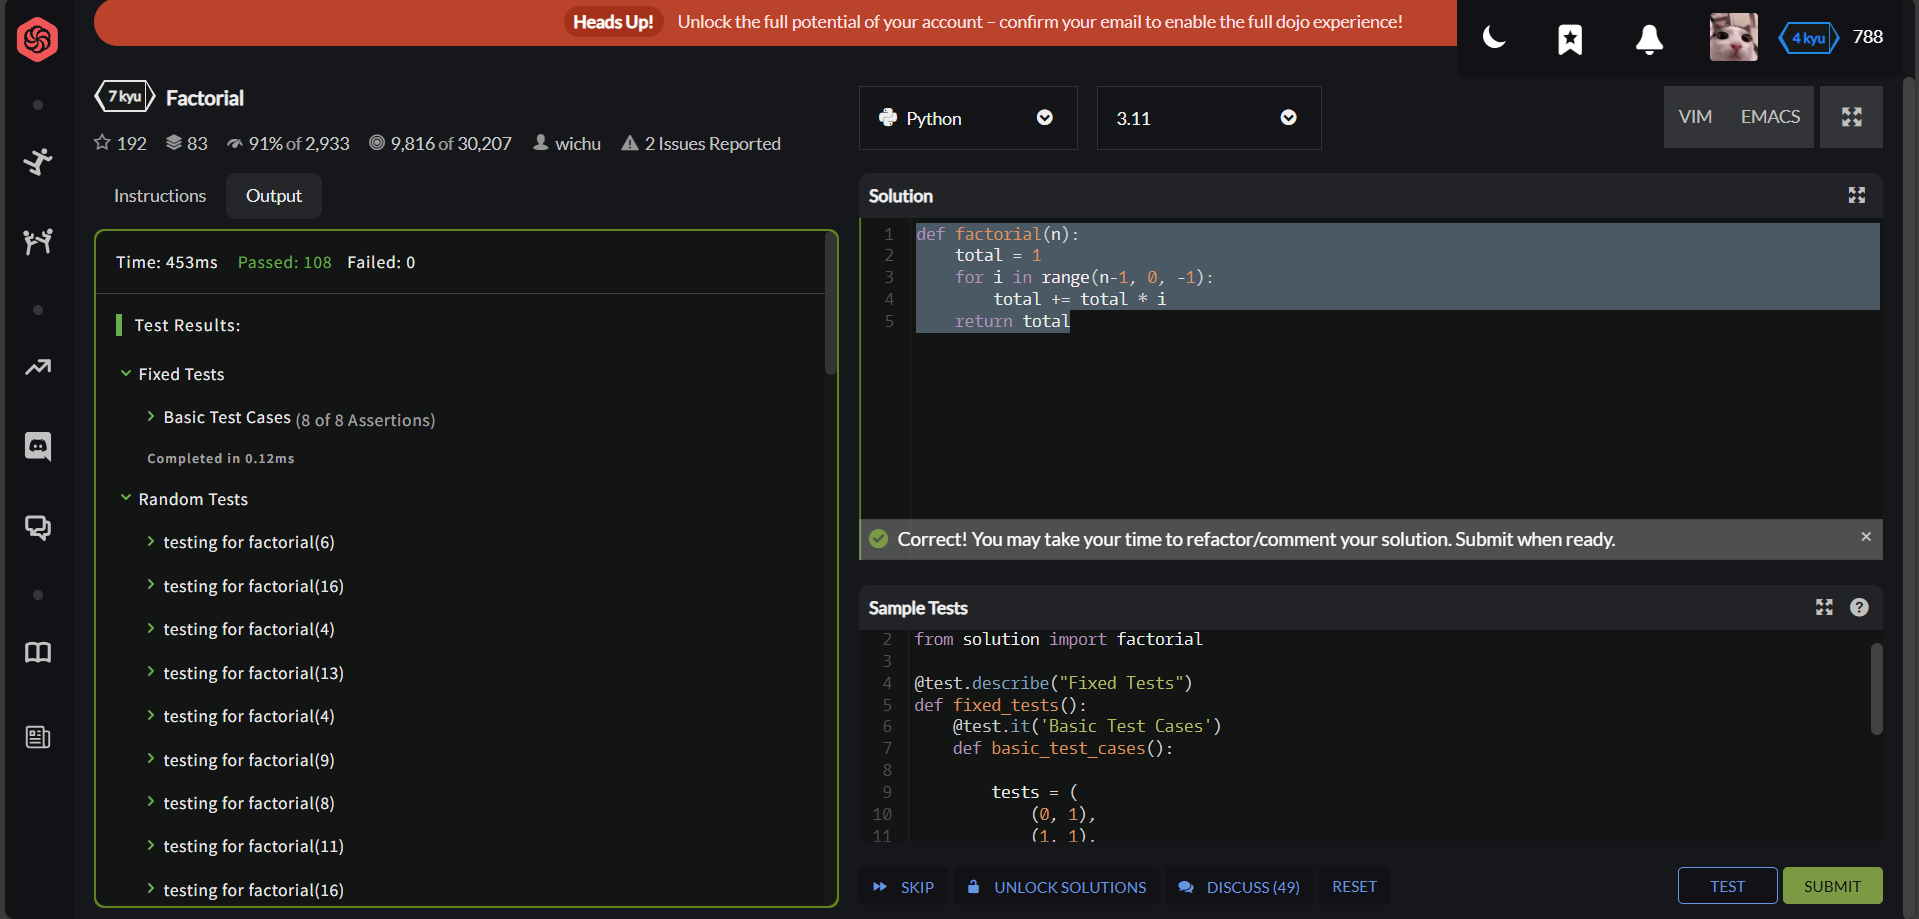 Heads Up! Unlock the full potential of your account – confirm your email to enable the full dojo experience!
4 kyu 788
7 kyu Factorial
192 83 91% of 2,933 9,816 of 30,207 wichu 2 Issues Reported
Instructions Output
Time: 453ms Passed: 108 Failed: 0
Test Results:
Fixed Tests
Basic Test Cases (8 of 8 Assertions)
Completed in 0.12ms
Random Tests
testing for factorial(6)
testing for factorial(16)
testing for factorial(4)
testing for factorial(13)
testing for factorial(4)
testing for factorial(9)
testing for factorial(8)
testing for factorial(11)
testing for factorial(16)
Python 3.11 VIM EMACS
Solution
1 def factorial(n):
2     total = 1
3     for i in range(n-1, 0, -1):
4         total += total * i
5     return total
Correct! You may take your time to refactor/comment your solution. Submit when ready. ×
Sample Tests ?
2 from solution import factorial
3
4 @test.describe("Fixed Tests")
5 def fixed_tests():
6     @test.it('Basic Test Cases')
7     def basic_test_cases():
8
9         tests = (
10             (0, 1),
11             (1, 1),
SKIP UNLOCK SOLUTIONS DISCUSS (49) RESET TEST SUBMIT